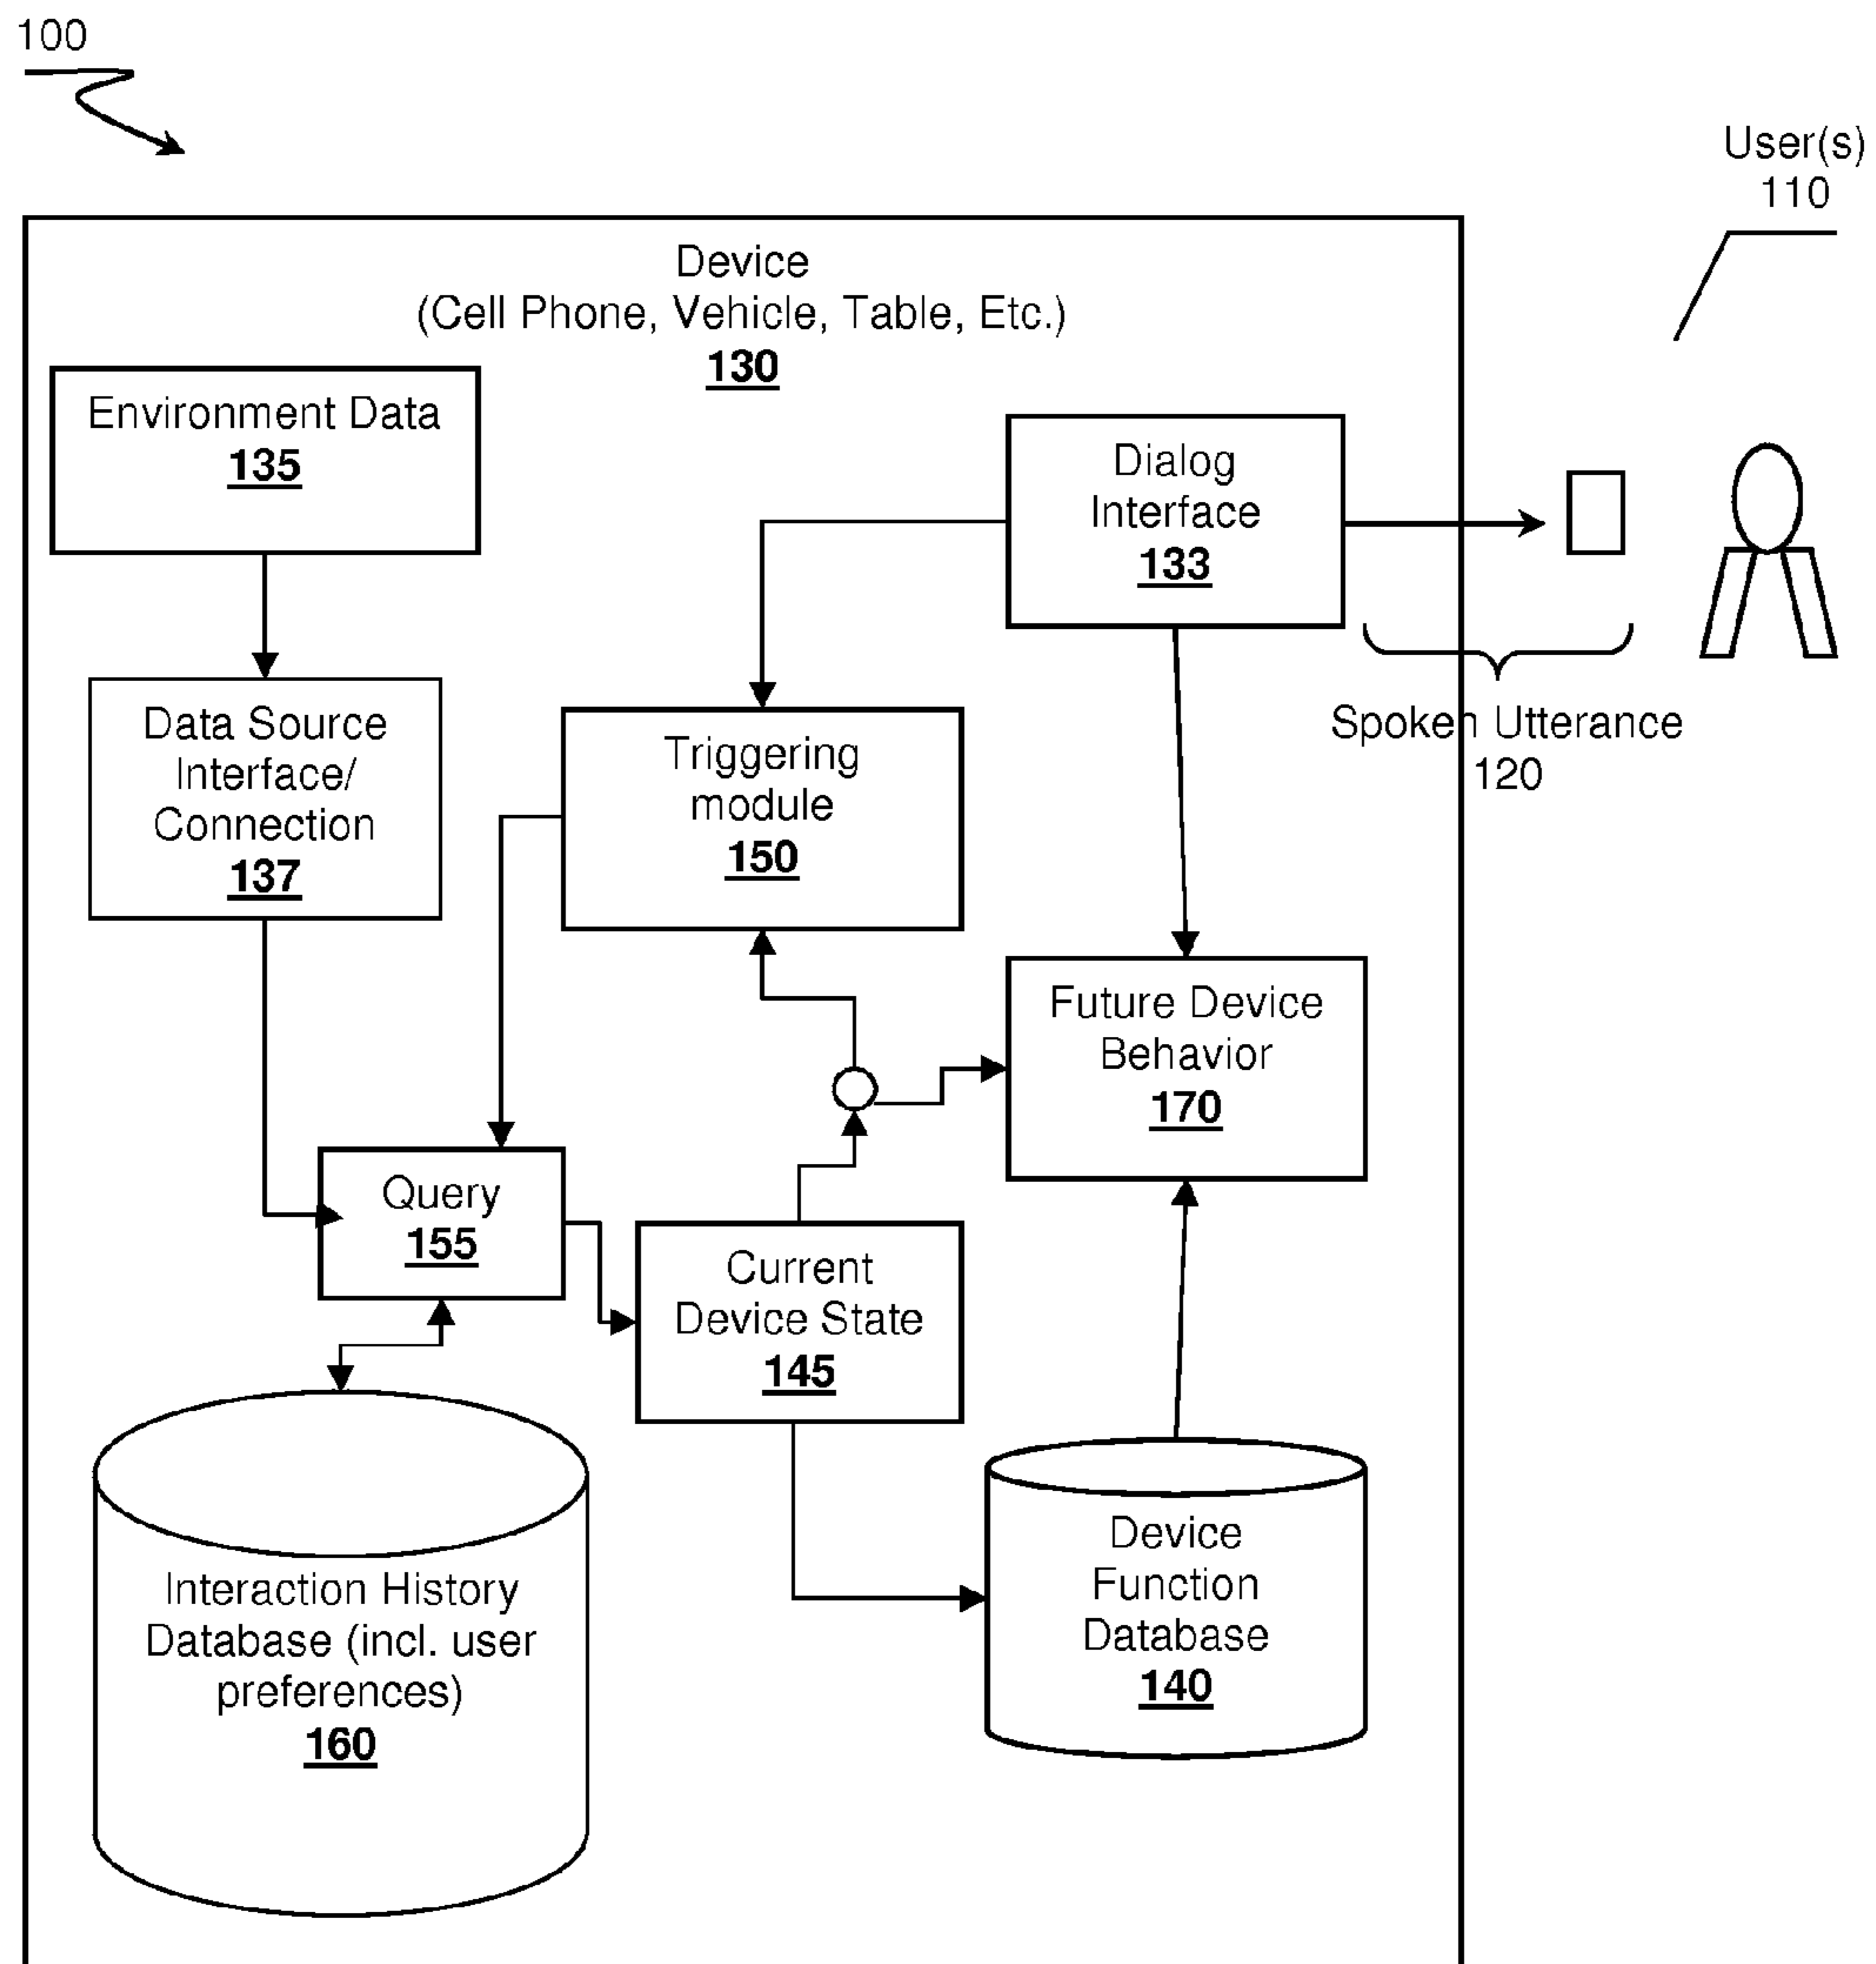 100
User(s)
110
Device
(Cell Phone, Vehicle, Table, Etc.)
130
Environment Data
135
Dialog
Interface
133
Data Source
Interface/
Connection
137
Triggering
module
150
Spoken Utterance
120
Future Device
Behavior
170
Query
155
Current
Device State
145
Interaction History
Database (incl. user
preferences)
160
Device
Function
Database
140